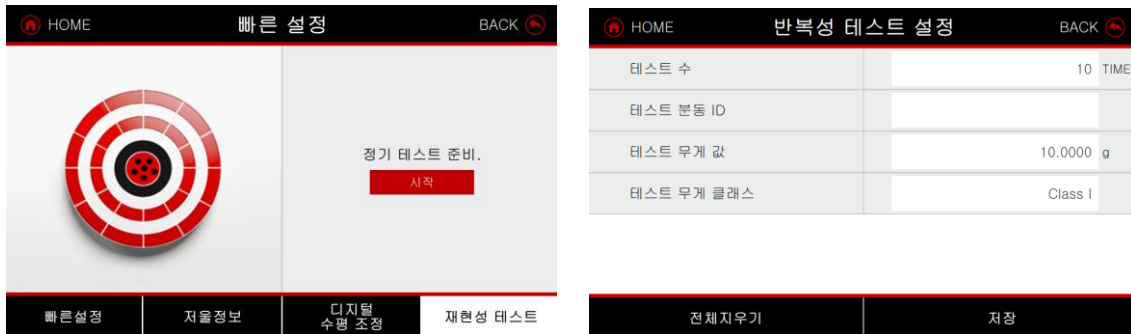 HOME 빠른 설정 BACK
정기 테스트 준비.
시작
빠른설정 저울정보 디지털 수평 조정 재현성 테스트
HOME 반복성 테스트 설정 BACK
테스트 수 10 TIME
테스트 분동 ID
테스트 무게 값 10.0000 g
테스트 무게 클래스 Class I
전체지우기 저장